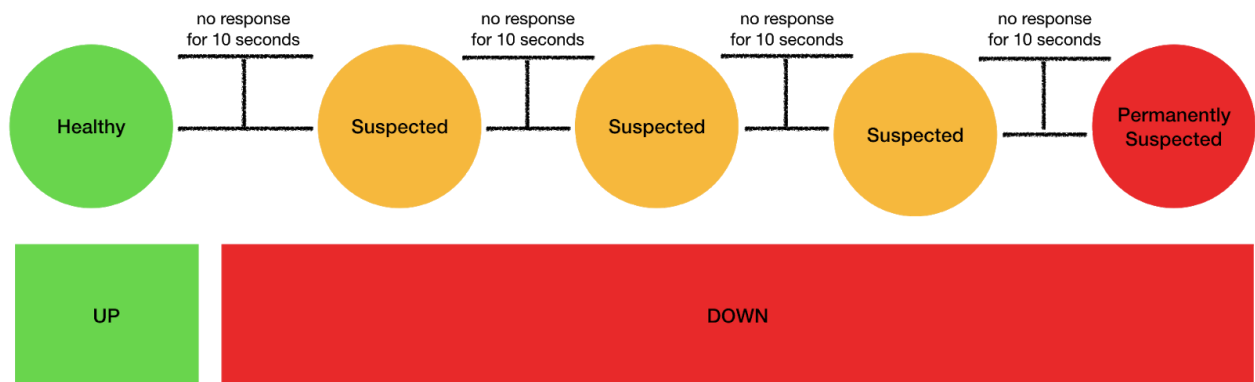 no response
for 10 seconds
no response
for 10 seconds
no response
for 10 seconds
no response
for 10 seconds
Healthy
Suspected
Suspected
Suspected
Permanently
Suspected
UP
DOWN